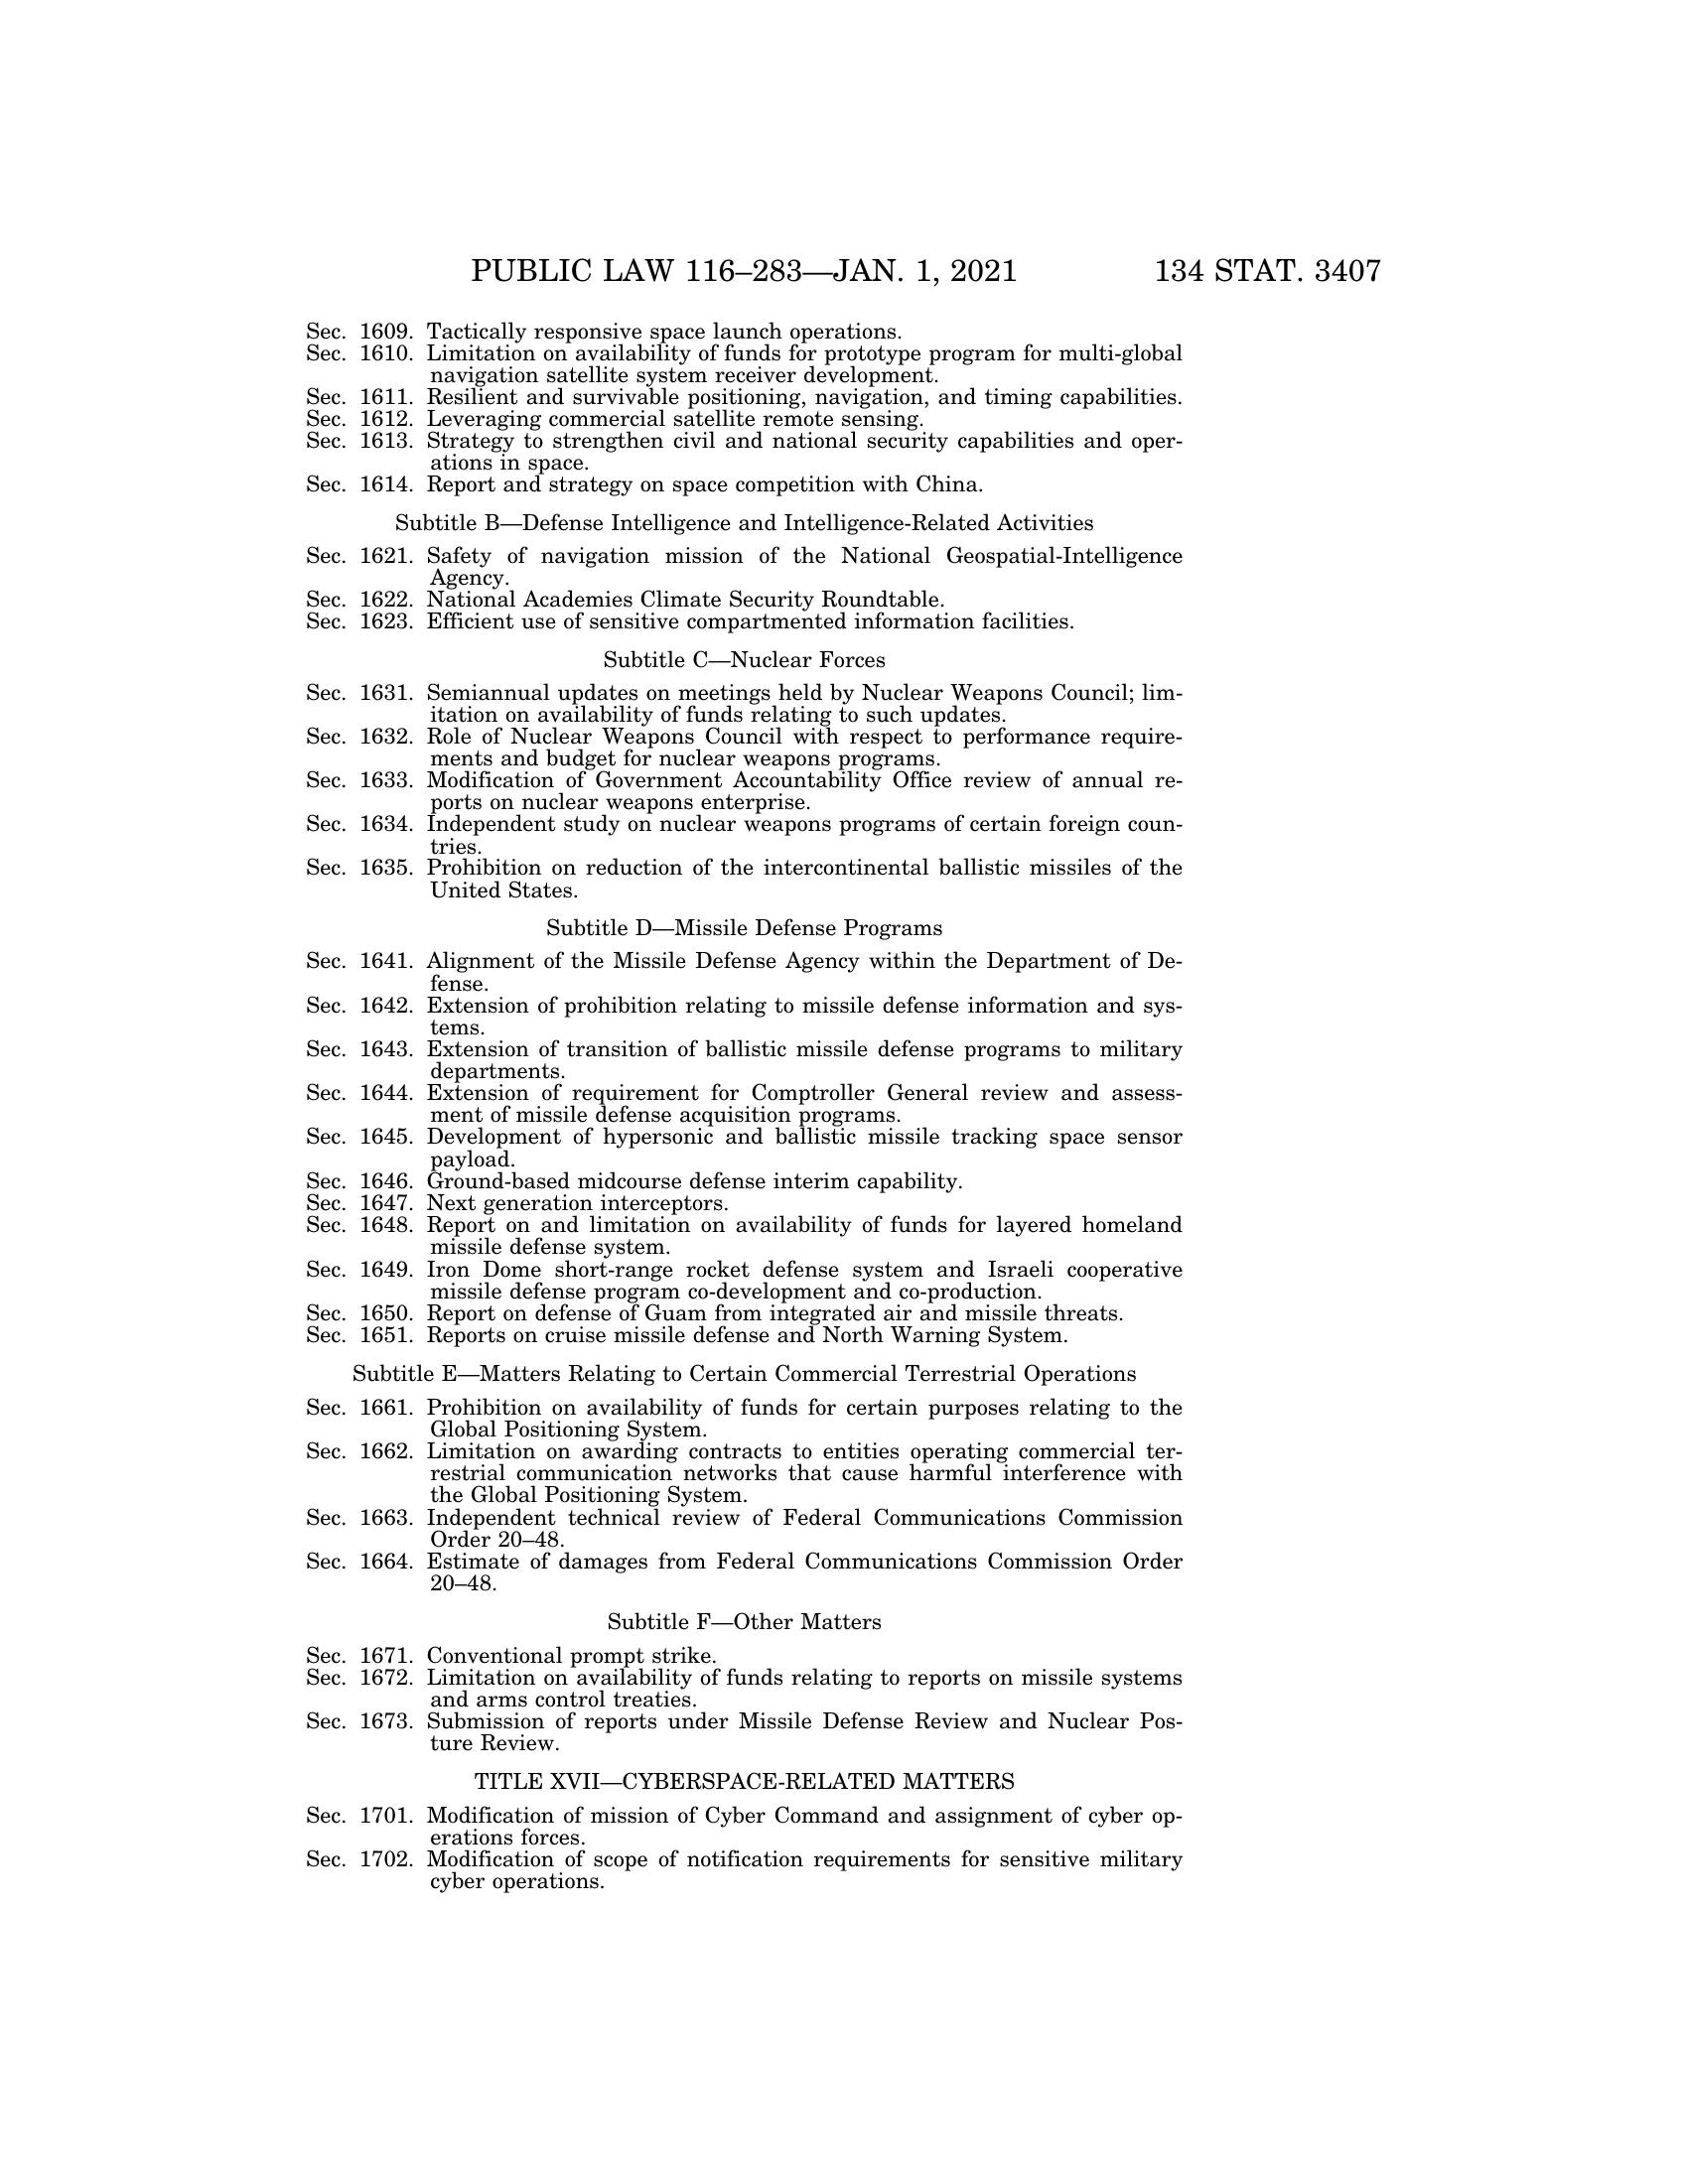 PUBLIC LAW 116–283—JAN. 1, 2021 134 STAT. 3407
Sec. 1609. Tactically responsive space launch operations.
Sec. 1610. Limitation on availability of funds for prototype program for multi-global
navigation satellite system receiver development.
Sec. 1611. Resilient and survivable positioning, navigation, and timing capabilities.
Sec. 1612. Leveraging commercial satellite remote sensing.
Sec. 1613. Strategy to strengthen civil and national security capabilities and oper-
ations in space.
Sec. 1614. Report and strategy on space competition with China.
Subtitle B—Defense Intelligence and Intelligence-Related Activities
Sec. 1621. Safety of navigation mission of the National Geospatial-Intelligence
Agency.
Sec. 1622. National Academies Climate Security Roundtable.
Sec. 1623. Efficient use of sensitive compartmented information facilities.
Subtitle C—Nuclear Forces
Sec. 1631. Semiannual updates on meetings held by Nuclear Weapons Council; lim-
itation on availability of funds relating to such updates.
Sec. 1632. Role of Nuclear Weapons Council with respect to performance require-
ments and budget for nuclear weapons programs.
Sec. 1633. Modification of Government Accountability Office review of annual re-
ports on nuclear weapons enterprise.
Sec. 1634. Independent study on nuclear weapons programs of certain foreign coun-
tries.
Sec. 1635. Prohibition on reduction of the intercontinental ballistic missiles of the
United States.
Subtitle D—Missile Defense Programs
Sec. 1641. Alignment of the Missile Defense Agency within the Department of De-
fense.
Sec. 1642. Extension of prohibition relating to missile defense information and sys-
tems.
Sec. 1643. Extension of transition of ballistic missile defense programs to military
departments.
Sec. 1644. Extension of requirement for Comptroller General review and assess-
ment of missile defense acquisition programs.
Sec. 1645. Development of hypersonic and ballistic missile tracking space sensor
payload.
Sec. 1646. Ground-based midcourse defense interim capability.
Sec. 1647. Next generation interceptors.
Sec. 1648. Report on and limitation on availability of funds for layered homeland
missile defense system.
Sec. 1649. Iron Dome short-range rocket defense system and Israeli cooperative
missile defense program co-development and co-production.
Sec. 1650. Report on defense of Guam from integrated air and missile threats.
Sec. 1651. Reports on cruise missile defense and North Warning System.
Subtitle E—Matters Relating to Certain Commercial Terrestrial Operations
Sec. 1661. Prohibition on availability of funds for certain purposes relating to the
Global Positioning System.
Sec. 1662. Limitation on awarding contracts to entities operating commercial ter-
restrial communication networks that cause harmful interference with
the Global Positioning System.
Sec. 1663. Independent technical review of Federal Communications Commission
Order 20–48.
Sec. 1664. Estimate of damages from Federal Communications Commission Order
20–48.
Subtitle F—Other Matters
Sec. 1671. Conventional prompt strike.
Sec. 1672. Limitation on availability of funds relating to reports on missile systems
and arms control treaties.
Sec. 1673. Submission of reports under Missile Defense Review and Nuclear Pos-
ture Review.
TITLE XVII—CYBERSPACE-RELATED MATTERS
Sec. 1701. Modification of mission of Cyber Command and assignment of cyber op-
erations forces.
Sec. 1702. Modification of scope of notification requirements for sensitive military
cyber operations.